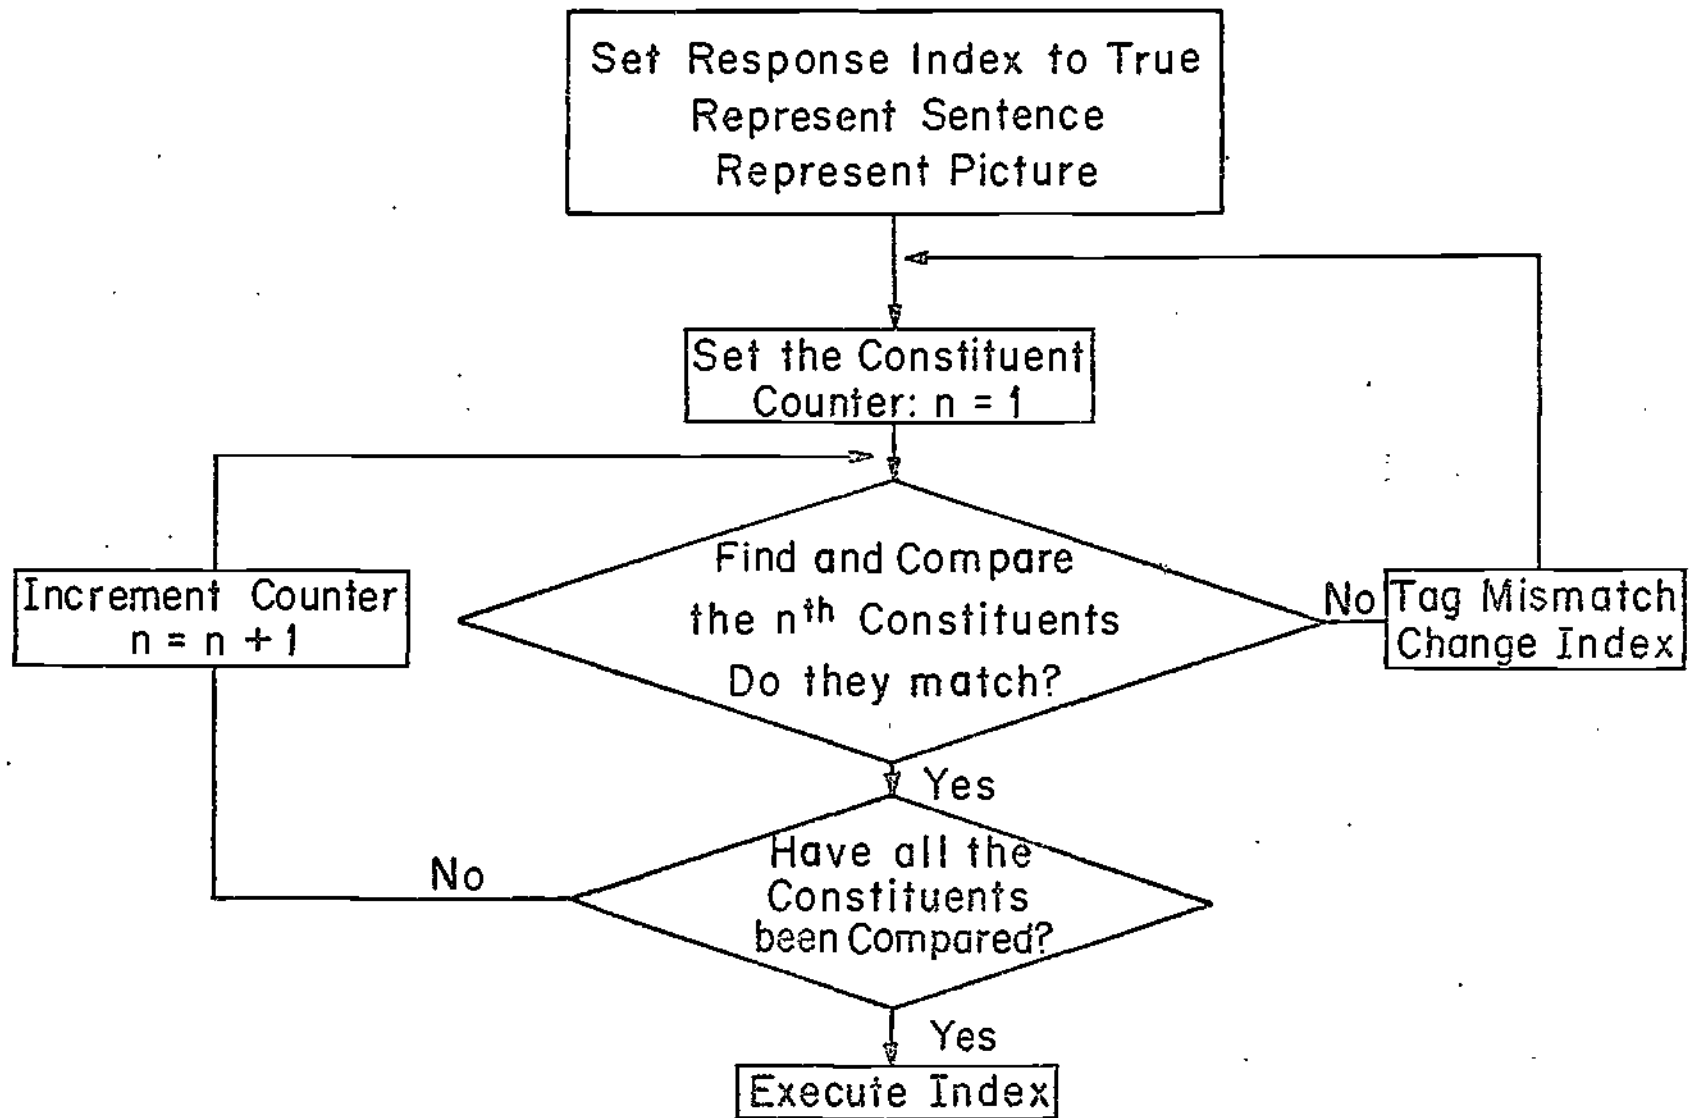 Set Response Index to True
Represent Sentence
Represent Picture
Set the Constituent
Counter: n = 1
Find and Compare
the nth Constituents
Do they match?
No
Tag Mismatch
Change Index
Increment Counter
n = n + 1
Yes
Have all the
Constituents
been Compared?
No
Yes
Execute Index